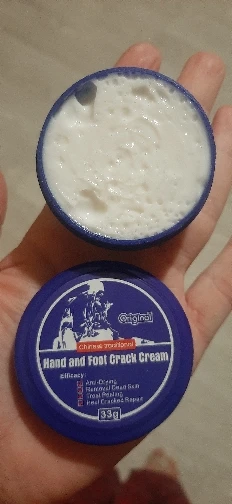 Original
Chinese traditional
Hand and Foot Crack Cream
Efficacy:
Anti-Drying
Removal Dead Skin
Treat Peeling
Heel Cracked Repair
33g